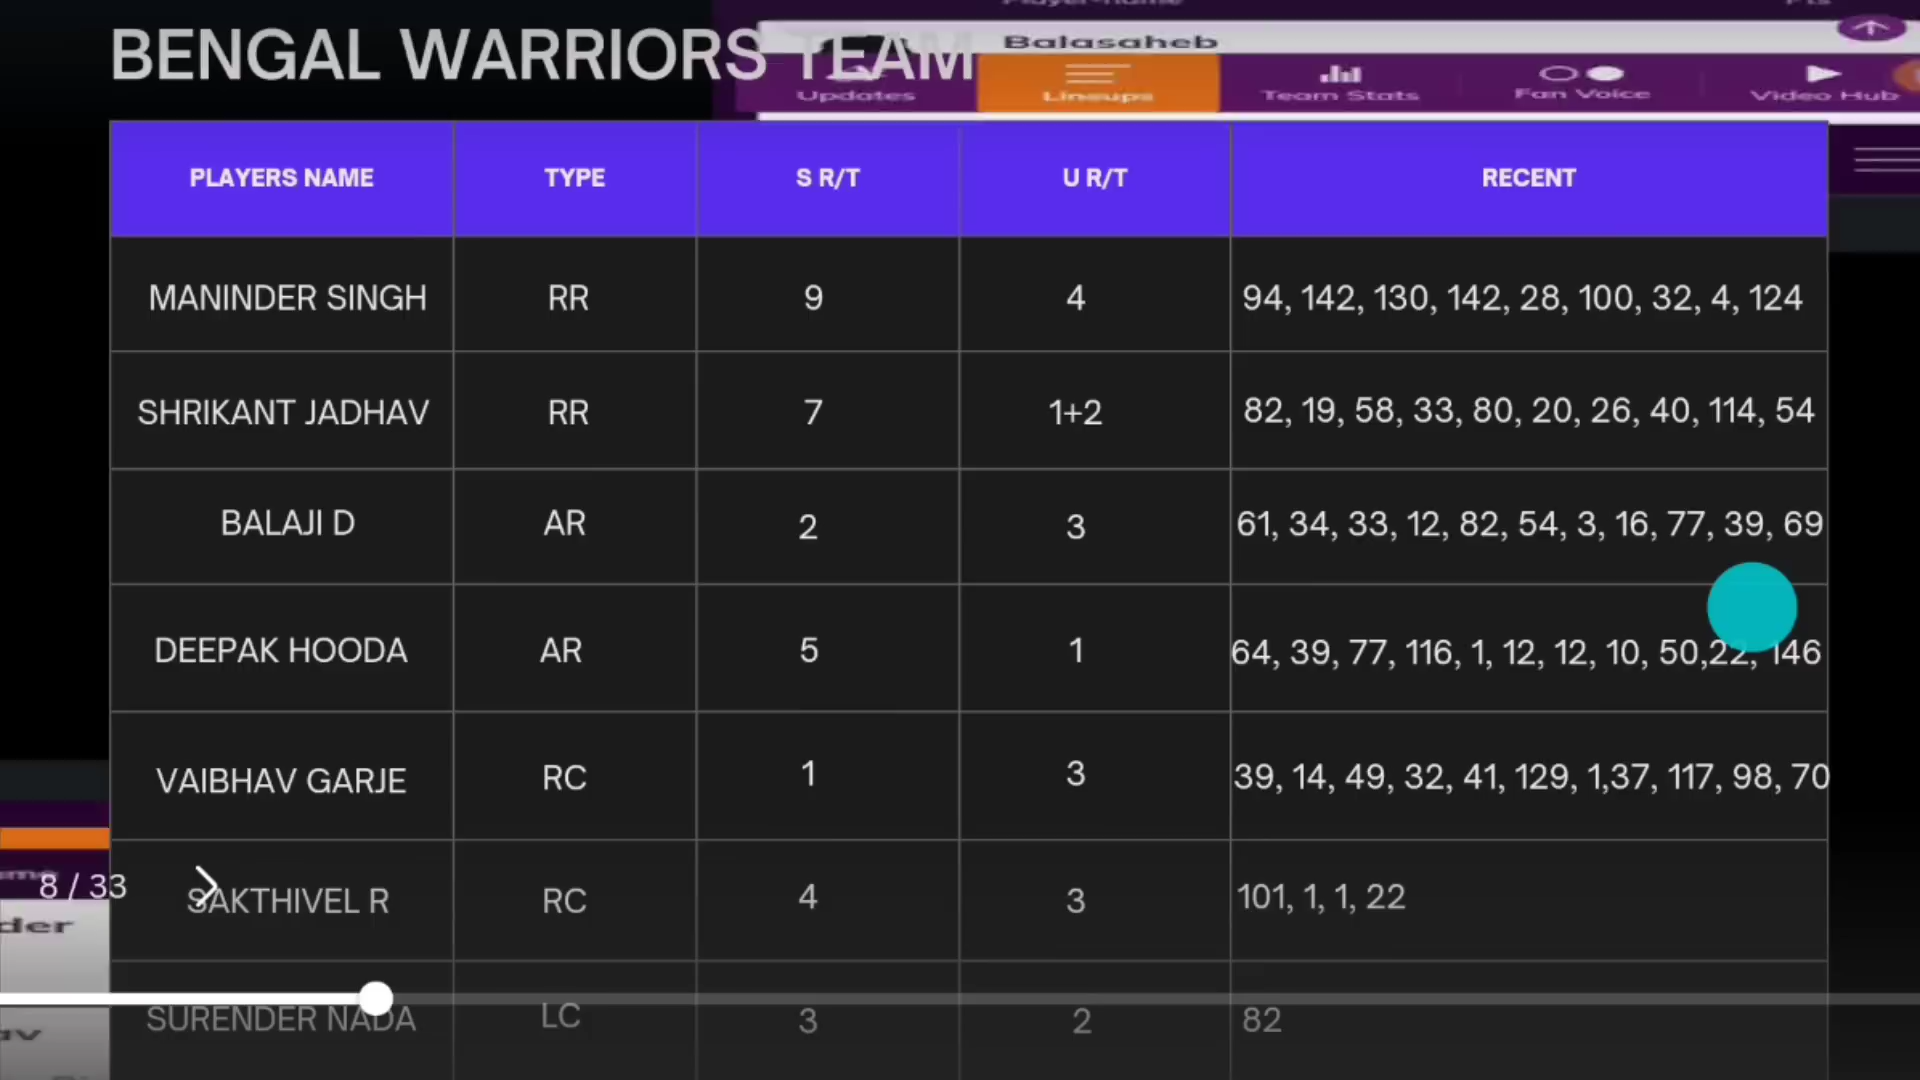 BENGAL WARRIORS TEAM
Balasaheb
Updates Lineups Team Stats Fan Voice Video Hub
PLAYERS NAME TYPE S R/T U R/T RECENT
MANINDER SINGH RR 9 4 94, 142, 130, 142, 28, 100, 32, 4, 124
SHRIKANT JADHAV RR 7 1+2 82, 19, 58, 33, 80, 20, 26, 40, 114, 54
BALAJI D AR 2 3 61, 34, 33, 12, 82, 54, 3, 16, 77, 39, 69
DEEPAK HOODA AR 5 1 64, 39, 77, 116, 1, 12, 12, 10, 50,22, 146
VAIBHAV GARJE RC 1 3 39, 14, 49, 32, 41, 129, 1,37, 117, 98, 70
8 / 33
SAKTHIVEL R RC 4 3 101, 1, 1, 22
SURENDER NADA LC 3 2 82